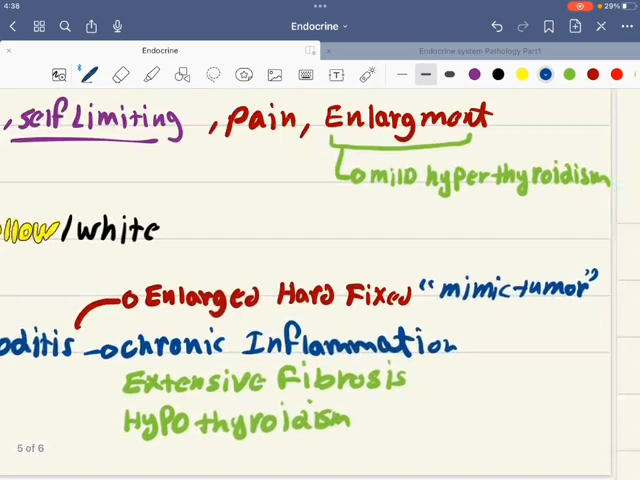 4:38
29%
Endocrine
Endocrine
Endocrine system Pathology Part1
, self Limiting , pain, Enlargment
mild hyperthyroidism
llow/white
Enlarged Hard Fixed "mimic-tumor"
oditis chronic Inflammation
Extensive Fibrosis
Hypothyroidism
5 of 6